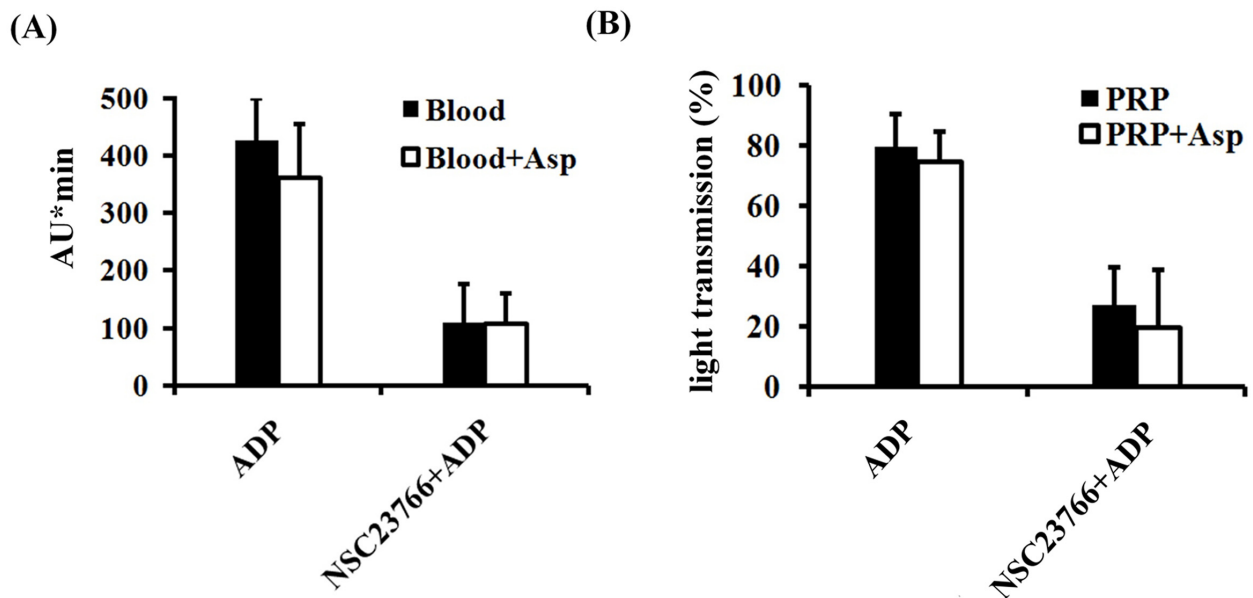 (A)
AU*min
500
400
300
200
100
0
Blood
Blood+Asp
ADP
NSC23766+ADP
(B)
light transmission (%)
100
80
60
40
20
0
PRP
PRP+Asp
ADP
NSC23766+ADP